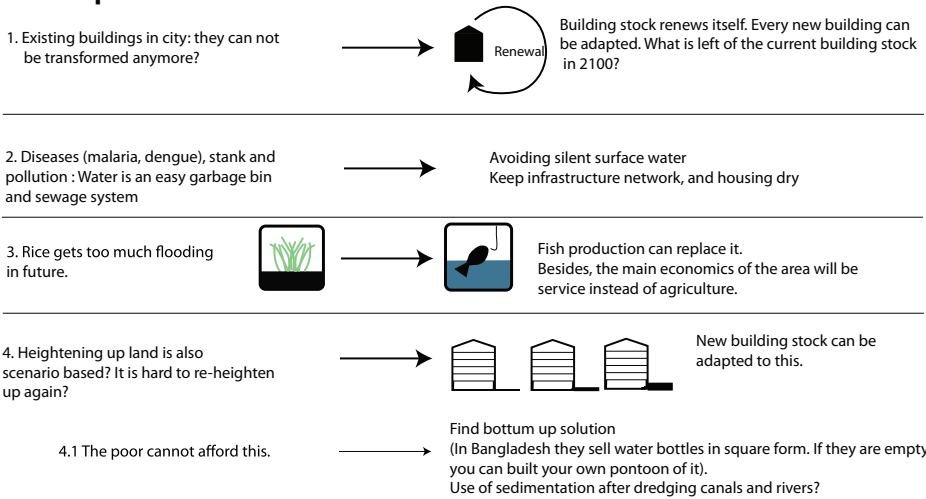 1. Existing buildings in city: they can not
be transformed anymore?
Renewal
Building stock renews itself. Every new building can
be adapted. What is left of the current building stock
in 2100?
2. Diseases (malaria, dengue), stank and
pollution : Water is an easy garbage bin
and sewage system
Avoiding silent surface water
Keep infrastructure network, and housing dry
3. Rice gets too much flooding
in future.
Fish production can replace it.
Besides, the main economics of the area will be
service instead of agriculture.
4. Heightening up land is also
scenario based? It is hard to re-heighten
up again?
New building stock can be
adapted to this.
4.1 The poor cannot afford this.
Find bottum up solution
(In Bangladesh they sell water bottles in square form. If they are empty
you can built your own pontoon of it).
Use of sedimentation after dredging canals and rivers?